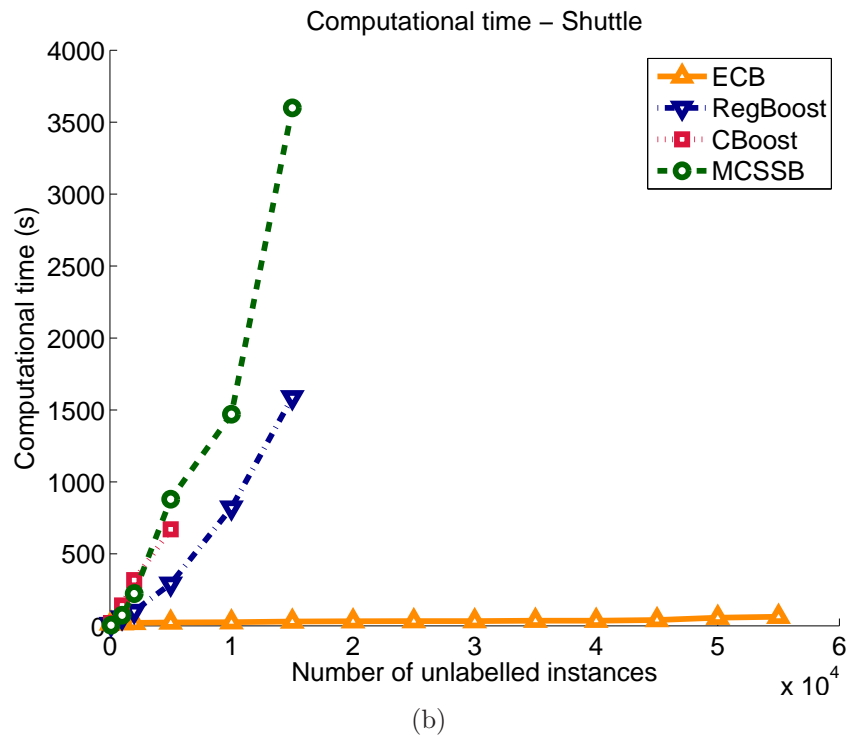 Computational time – Shuttle
4000
3500
3000
2500
2000
1500
1000
500
0
Computational time (s)
ECB
RegBoost
CBoost
MCSSB
0 1 2 3 4 5 6
Number of unlabelled instances
x 10^4
(b)